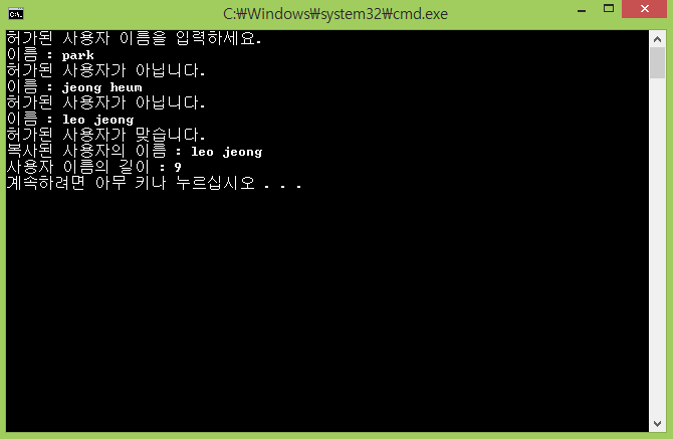 C:\Windows\system32\cmd.exe
허가된 사용자 이름을 입력하세요.
이름 : park
허가된 사용자가 아닙니다.
이름 : jeong heum
허가된 사용자가 아닙니다.
이름 : leo jeong
허가된 사용자가 맞습니다.
복사된 사용자의 이름 : leo jeong
사용자 이름의 길이 : 9
계속하려면 아무 키나 누르십시오 . . .